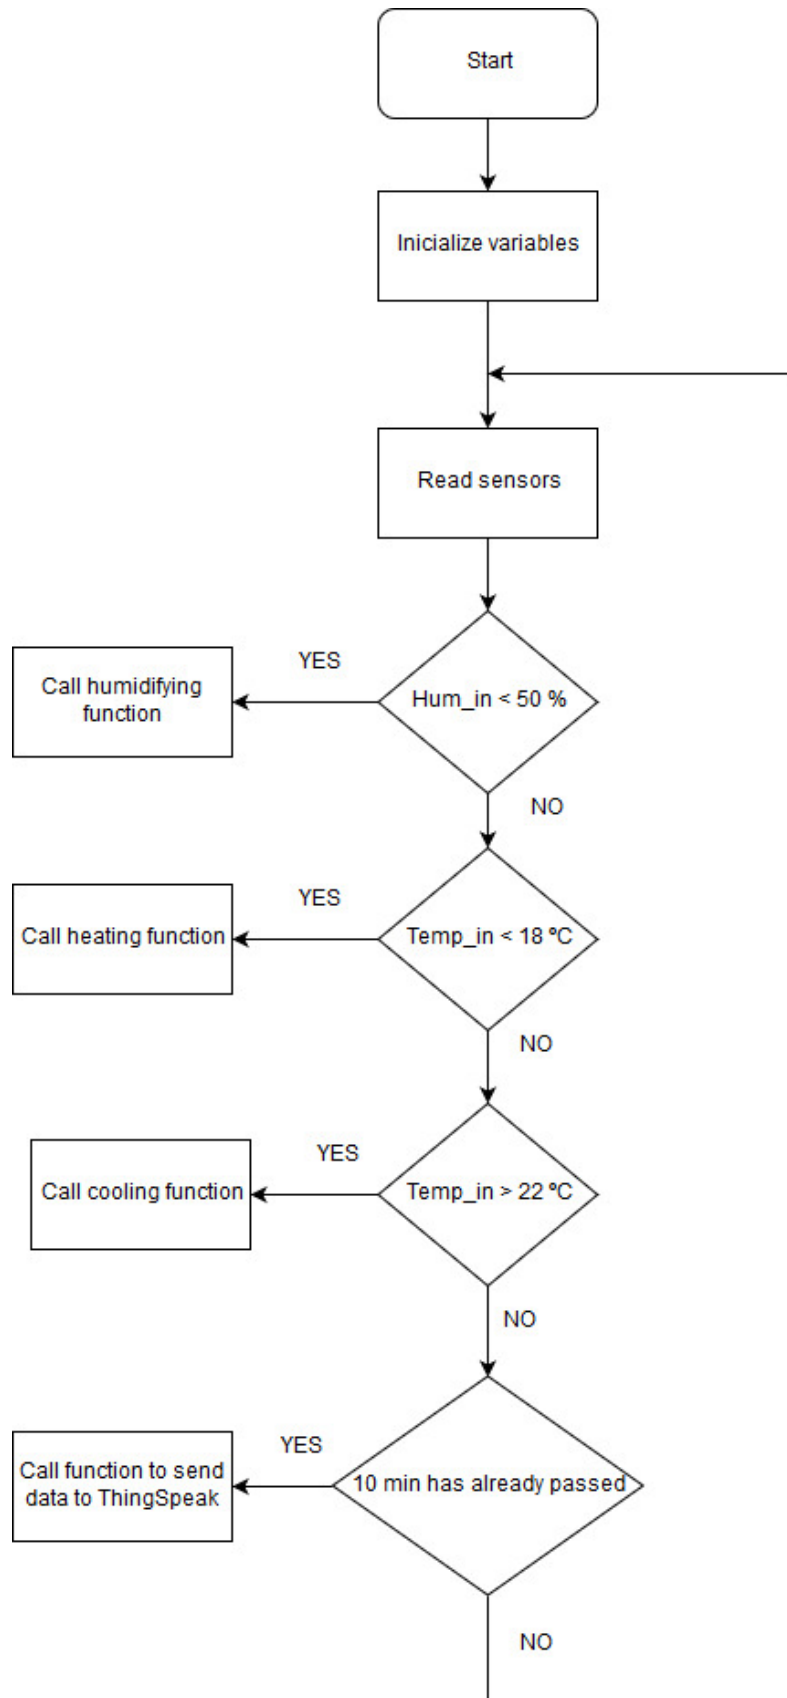 Start
Inicialize variables
Read sensors
YES
Call humidifying
function
Hum_in < 50 %
NO
YES
Call heating function
Temp_in < 18 ºC
NO
YES
Call cooling function
Temp_in > 22 ºC
NO
YES
Call function to send
data to ThingSpeak
10 min has already passed
NO